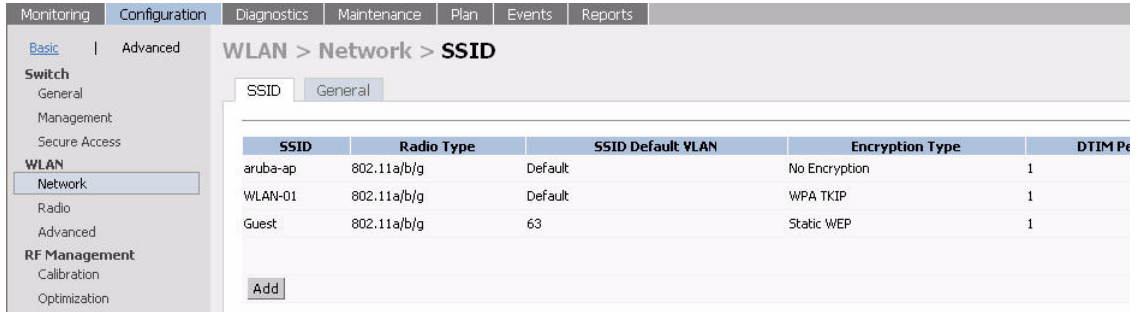 Monitoring Configuration Diagnostics Maintenance Plan Events Reports
Basic | Advanced
Switch
General
Management
Secure Access
WLAN
Network
Radio
Advanced
RF Management
Calibration
Optimization
WLAN > Network > SSID
SSID General
SSID Radio Type SSID Default VLAN Encryption Type DTIM Pe
aruba-ap 802.11a/b/g Default No Encryption 1
WLAN-01 802.11a/b/g Default WPA TKIP 1
Guest 802.11a/b/g 63 Static WEP 1
Add